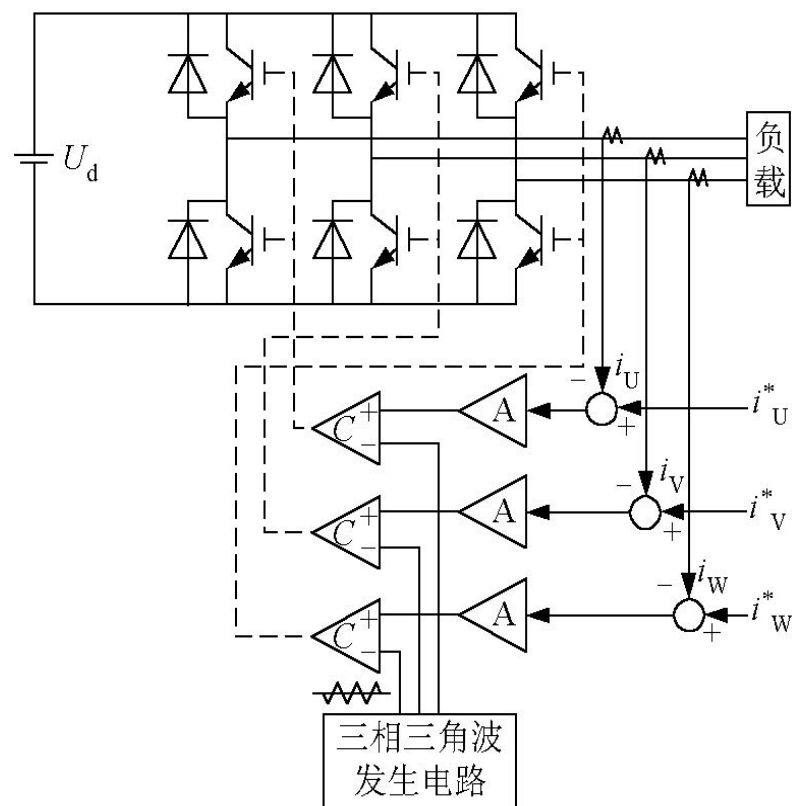 U_d
负
载
i_U
− +
C + −
A
i*_U
i_V
− +
C + −
A
i*_V
i_W
− +
C + −
A
i*_W
三相三角波
发生电路